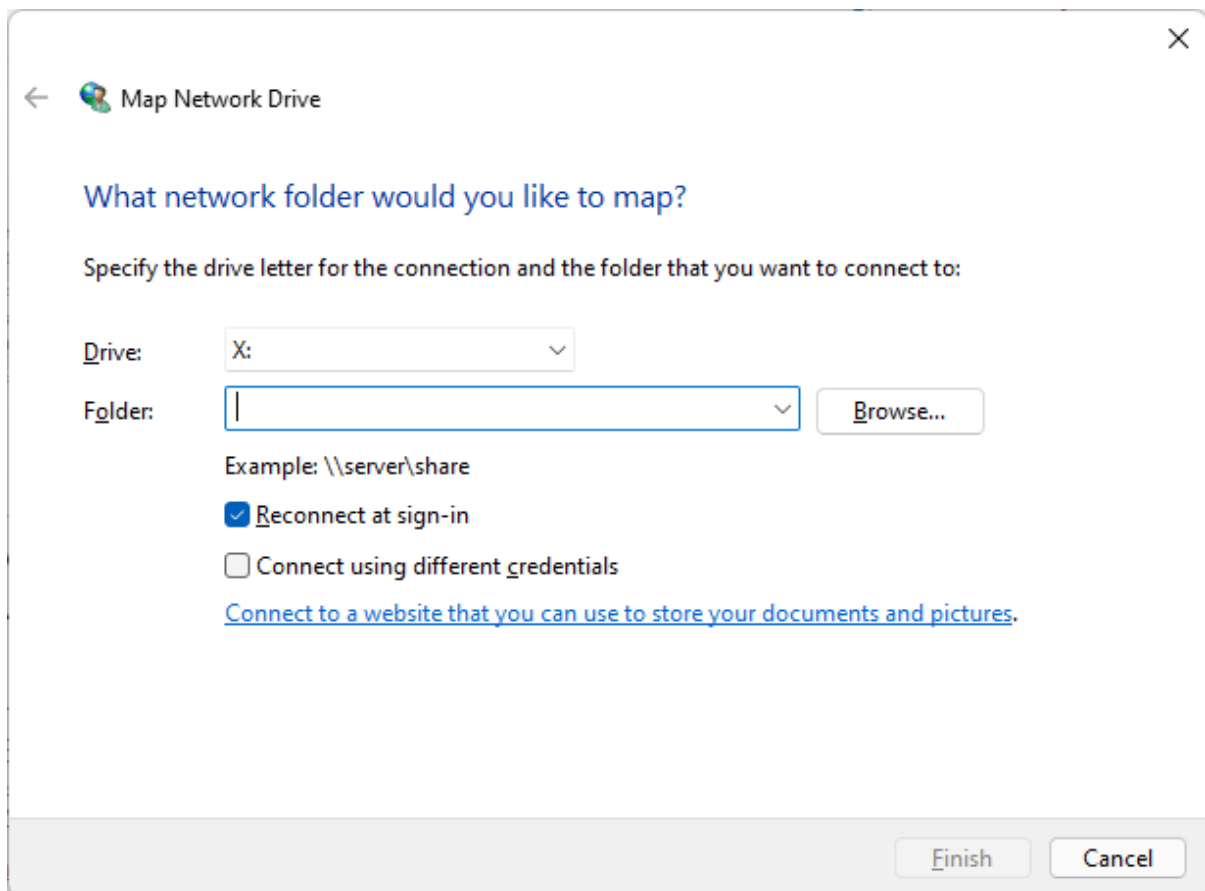 Map Network Drive
What network folder would you like to map?
Specify the drive letter for the connection and the folder that you want to connect to:
Drive: X:
Folder: Browse...
Example: \\server\share
Reconnect at sign-in
Connect using different credentials
Connect to a website that you can use to store your documents and pictures.
Finish Cancel